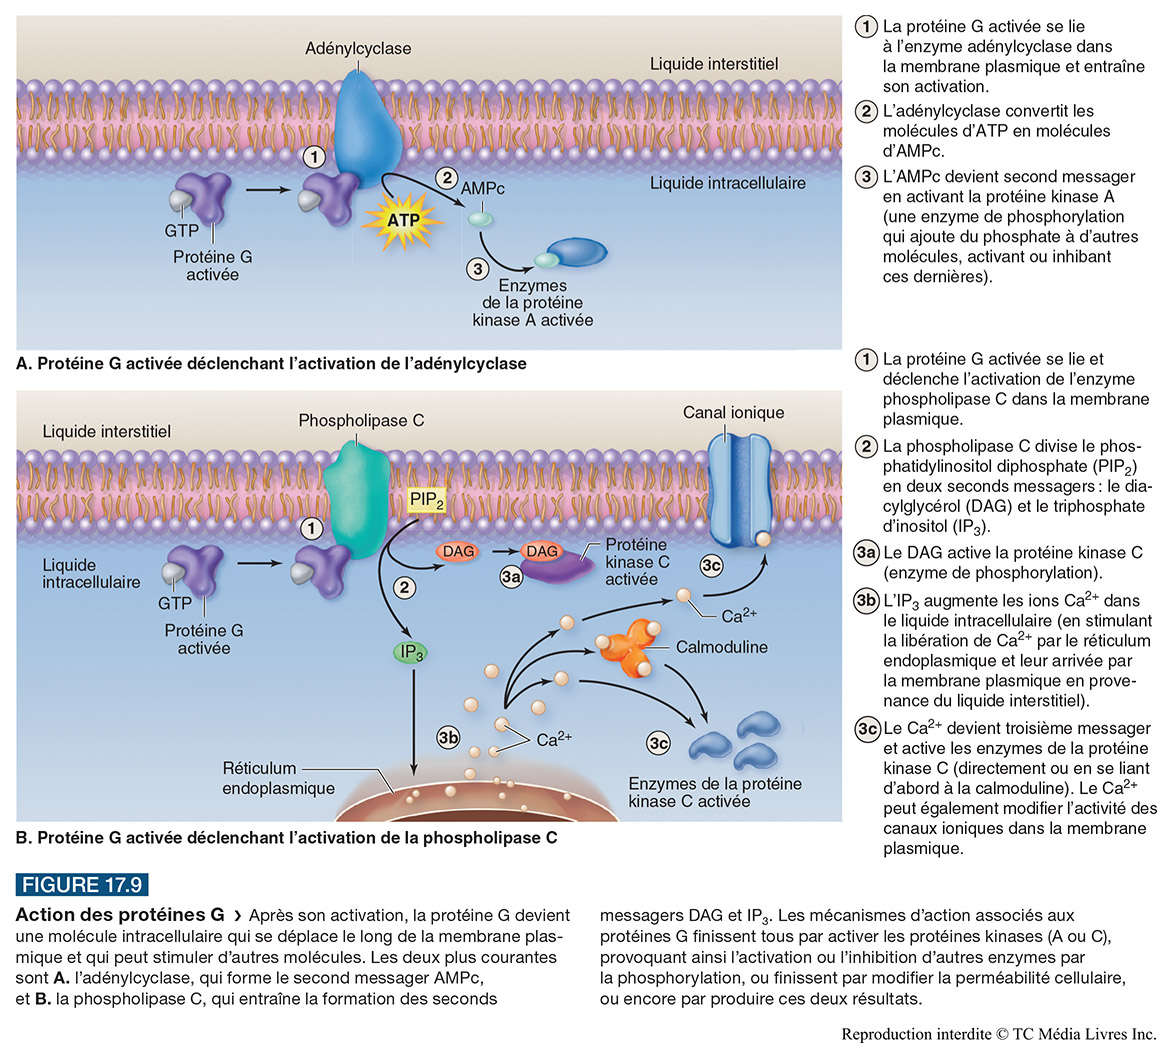 Adénylcyclase
Liquide interstitiel
1
2
AMPc
Liquide intracellulaire
GTP
ATP
Protéine G
activée
3
Enzymes
de la protéine
kinase A activée
A. Protéine G activée déclenchant l'activation de l'adénylcyclase
1 La protéine G activée se lie
à l'enzyme adénylcyclase dans
la membrane plasmique et entraîne
son activation.
2 L'adénylcyclase convertit les
molécules d'ATP en molécules
d'AMPc.
3 L'AMPc devient second messager
en activant la protéine kinase A
(une enzyme de phosphorylation
qui ajoute du phosphate à d'autres
molécules, activant ou inhibant
ces dernières).
Phospholipase C
Canal ionique
Liquide interstitiel
PIP2
1
DAG
DAG
Protéine
kinase C
activée
Liquide
intracellulaire
2
3a
3c
GTP
Protéine G
activée
Ca2+
IP3
Calmoduline
3b
Ca2+
3c
Réticulum
endoplasmique
Enzymes de la protéine
kinase C activée
B. Protéine G activée déclenchant l'activation de la phospholipase C
1 La protéine G activée se lie et
déclenche l'activation de l'enzyme
phospholipase C dans la membrane
plasmique.
2 La phospholipase C divise le phos-
phatidylinositol diphosphate (PIP2)
en deux seconds messagers : le dia-
cylglycérol (DAG) et le triphosphate
d'inositol (IP3).
3a Le DAG active la protéine kinase C
(enzyme de phosphorylation).
3b L'IP3 augmente les ions Ca2+ dans
le liquide intracellulaire (en stimulant
la libération de Ca2+ par le réticulum
endoplasmique et leur arrivée par
la membrane plasmique en prove-
nance du liquide interstitiel).
3c Le Ca2+ devient troisième messager
et active les enzymes de la protéine
kinase C (directement ou en se liant
d'abord à la calmoduline). Le Ca2+
peut également modifier l'activité des
canaux ioniques dans la membrane
plasmique.
FIGURE 17.9
Action des protéines G › Après son activation, la protéine G devient
une molécule intracellulaire qui se déplace le long de la membrane plas-
mique et qui peut stimuler d'autres molécules. Les deux plus courantes
sont A. l'adénylcyclase, qui forme le second messager AMPc,
et B. la phospholipase C, qui entraîne la formation des seconds
messagers DAG et IP3. Les mécanismes d'action associés aux
protéines G finissent tous par activer les protéines kinases (A ou C),
provoquant ainsi l'activation ou l'inhibition d'autres enzymes par
la phosphorylation, ou finissent par modifier la perméabilité cellulaire,
ou encore par produire ces deux résultats.
Reproduction interdite © TC Média Livres Inc.